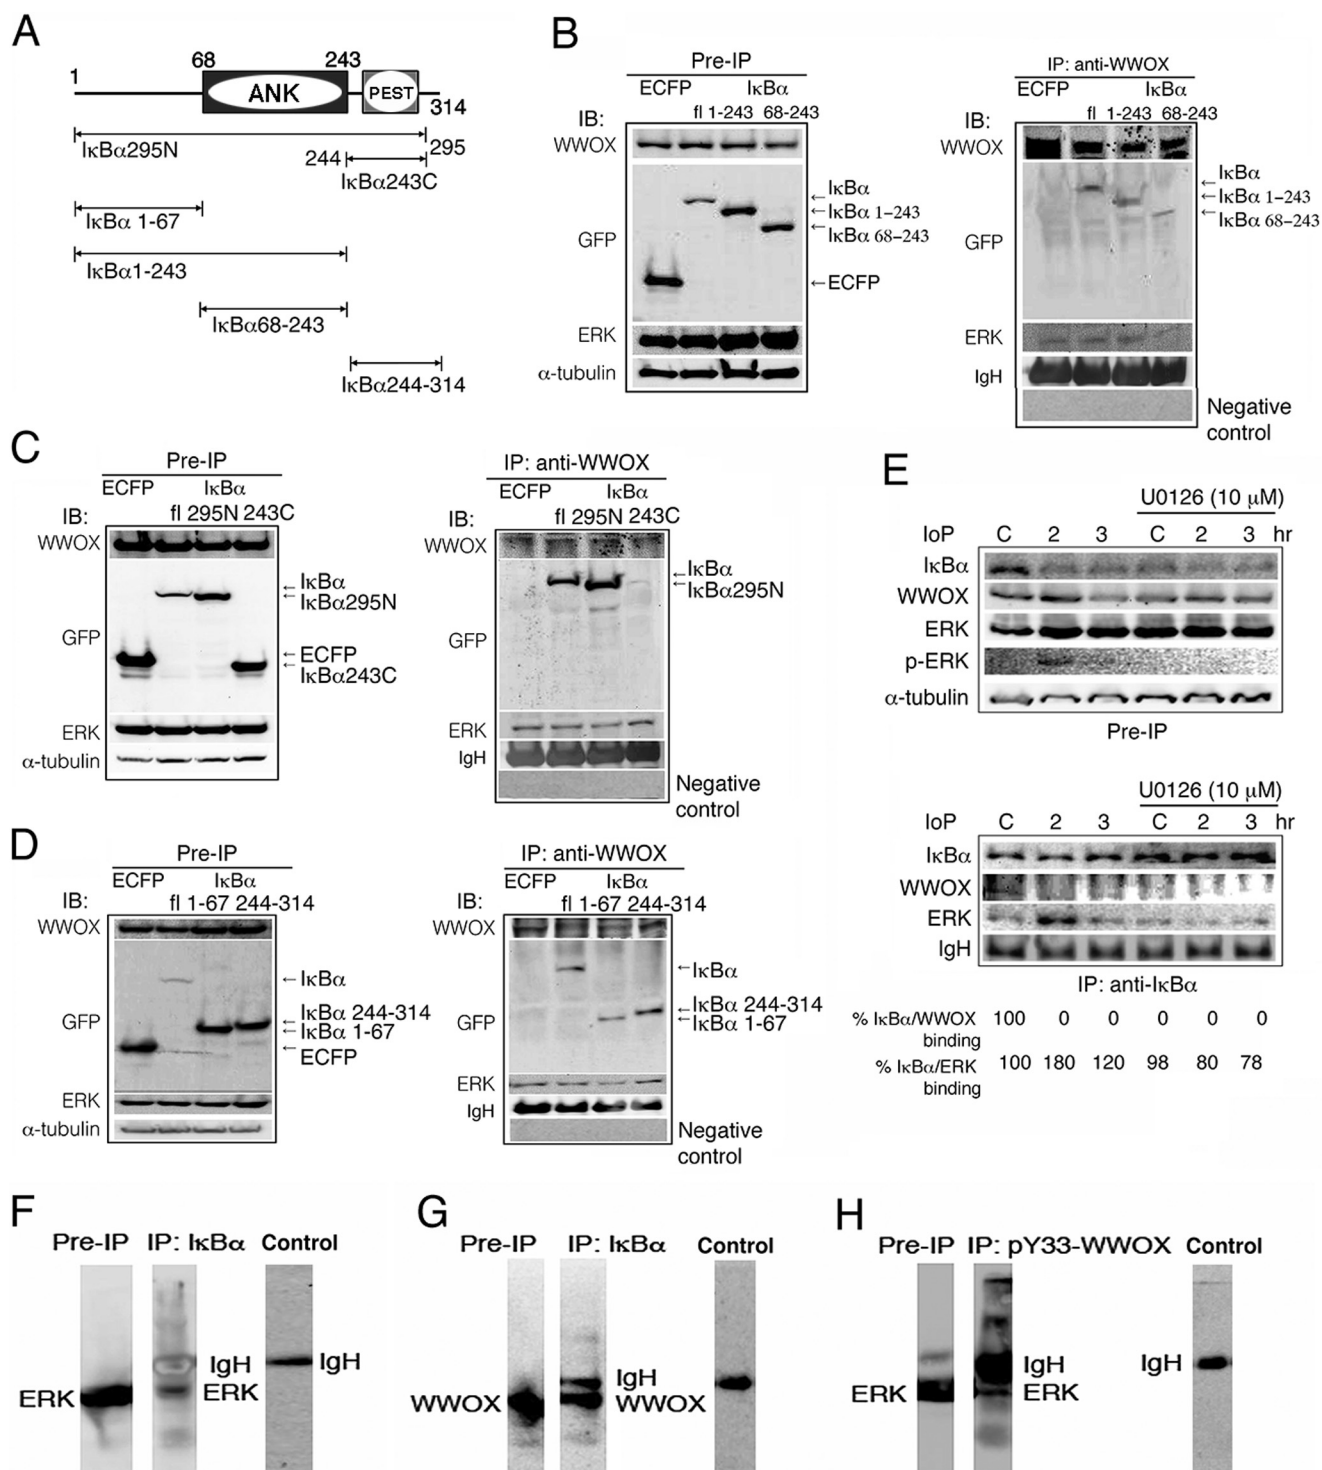 A
1
68
243
ANK
PEST
314
IκBα295N
295
244
IκBα243C
IκBα 1-67
IκBα1-243
IκBα68-243
IκBα244-314
B
Pre-IP
ECFP IκBα
IB: fl 1-243 68-243
WWOX
GFP
←IκBα
←IκBα 1-243
←IκBα 68-243
←ECFP
ERK
α-tubulin
IP: anti-WWOX
ECFP IκBα
IB: fl 1-243 68-243
WWOX
GFP
←IκBα
←IκBα 1-243
←IκBα 68-243
ERK
IgH
Negative
control
C
Pre-IP
ECFP IκBα
IB: fl 295N 243C
WWOX
GFP
←IκBα
←IκBα295N
←ECFP
←IκBα243C
ERK
α-tubulin
IP: anti-WWOX
ECFP IκBα
IB: fl 295N 243C
WWOX
GFP
←IκBα
←IκBα295N
ERK
IgH
Negative
control
D
Pre-IP
ECFP IκBα
IB: fl 1-67 244-314
WWOX
GFP
←IκBα
←IκBα 244-314
←IκBα 1-67
←ECFP
ERK
α-tubulin
IP: anti-WWOX
ECFP IκBα
IB: fl 1-67 244-314
WWOX
GFP
←IκBα
←IκBα 244-314
←IκBα 1-67
ERK
IgH
Negative
control
E
U0126 (10 μM)
IoP C 2 3 C 2 3 hr
IκBα
WWOX
ERK
p-ERK
α-tubulin
Pre-IP
U0126 (10 μM)
IoP C 2 3 C 2 3 hr
IκBα
WWOX
ERK
IgH
IP: anti-IκBα
% IκBα/WWOX 100 0 0 0 0 0
binding
% IκBα/ERK 100 180 120 98 80 78
binding
F
Pre-IP IP: IκBα Control
IgH IgH
ERK ERK
G
Pre-IP IP: IκBα Control
IgH
WWOX WWOX
H
Pre-IP IP: pY33-WWOX Control
IgH IgH
ERK ERK